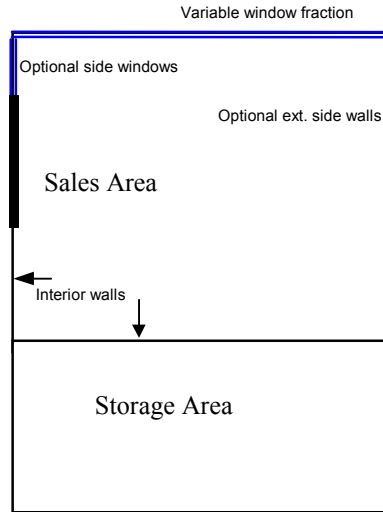 Variable window fraction
Optional side windows
Optional ext. side walls
Sales Area
Interior walls
Storage Area